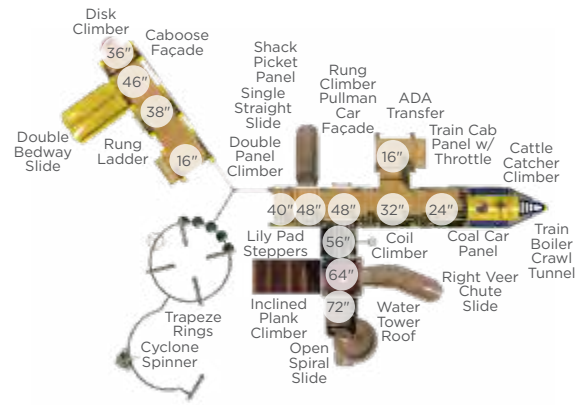 Disk
Climber
Caboose
Façade
36"
46"
38"
16"
Double
Bedway
Slide
Rung
Ladder
Shack
Picket
Panel
Single
Straight
Slide
Double
Panel
Climber
Rung
Climber
Pullman
Car
Façade
ADA
Transfer
16"
Train Cab
Panel w/
Throttle
Cattle
Catcher
Climber
40"
48"
48"
32"
24"
Lily Pad
Steppers
56"
Coil
Climber
Coal Car
Panel
Train
Boiler
Crawl
Tunnel
64"
72"
Inclined
Plank
Climber
Open
Spiral
Slide
Water
Tower
Roof
Right Veer
Chute
Slide
Trapeze
Rings
Cyclone
Spinner